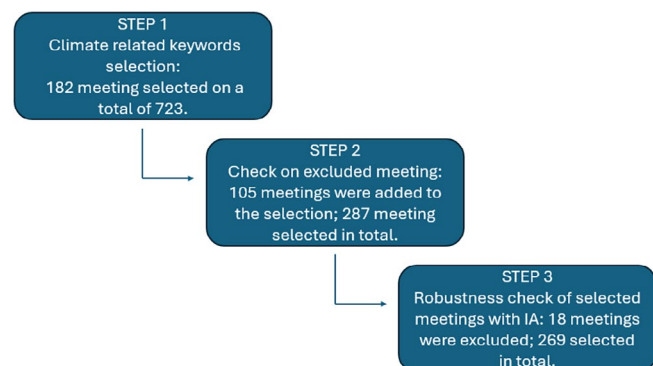 STEP 1
Climate related keywords
selection:
182 meeting selected on a
total of 723.
STEP 2
Check on excluded meeting:
105 meetings were added to
the selection; 287 meeting
selected in total.
STEP 3
Robustness check of selected
meetings with IA: 18 meetings
were excluded; 269 selected
in total.